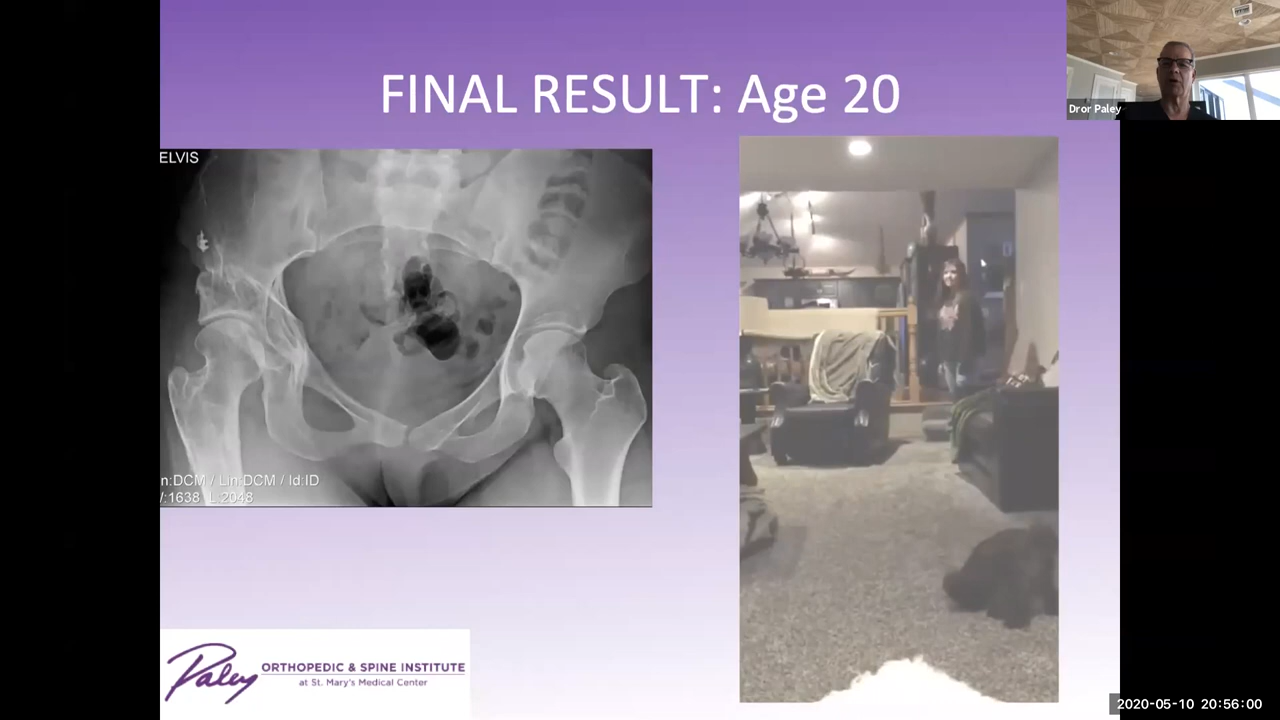 FINAL RESULT: Age 20
Dror Paley
ELVIS
n:DCM / Lin:DCM / Id:ID
/:1638 L:2048
Paley ORTHOPEDIC & SPINE INSTITUTE
at St. Mary's Medical Center
2020-05-10 20:56:00